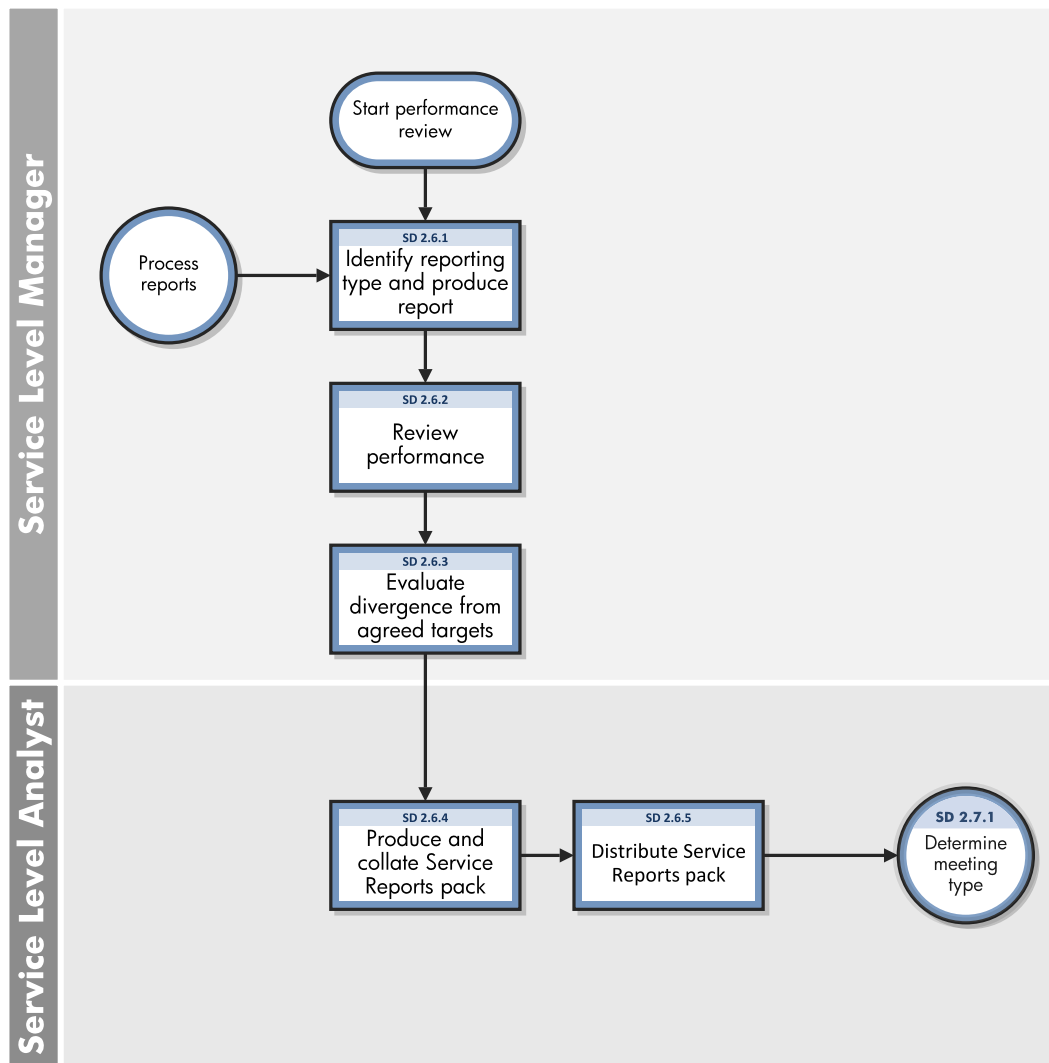 Service Level Manager
Start performance
review
Process
reports
SD 2.6.1
Identify reporting
type and produce
report
SD 2.6.2
Review
performance
SD 2.6.3
Evaluate
divergence from
agreed targets
Service Level Analyst
SD 2.6.4
Produce and
collate Service
Reports pack
SD 2.6.5
Distribute Service
Reports pack
SD 2.7.1
Determine
meeting
type